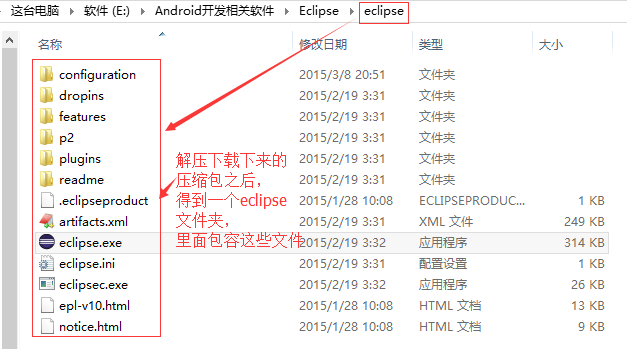 这台电脑 › 软件 (E:) › Android开发相关软件 › Eclipse › eclipse
名称 修改日期 类型 大小
configuration 2015/3/8 20:51 文件夹
dropins 2015/2/19 3:31 文件夹
features 2015/2/19 3:31 文件夹
p2 2015/2/19 3:31 文件夹
plugins 2015/2/19 3:31 文件夹
readme 2015/2/19 3:31 文件夹
.eclipseproduct 2015/1/28 10:08 ECLIPSEPRODUC... 1 KB
artifacts.xml 2015/2/19 3:31 XML 文件 249 KB
eclipse.exe 2015/2/19 3:32 应用程序 314 KB
eclipse.ini 2015/2/19 3:31 配置设置 1 KB
eclipsec.exe 2015/2/19 3:32 应用程序 26 KB
epl-v10.html 2015/1/28 10:08 HTML 文档 13 KB
notice.html 2015/1/28 10:08 HTML 文档 9 KB
解压下载下来的
压缩包之后，
得到一个eclipse
文件夹，
里面包容这些文件